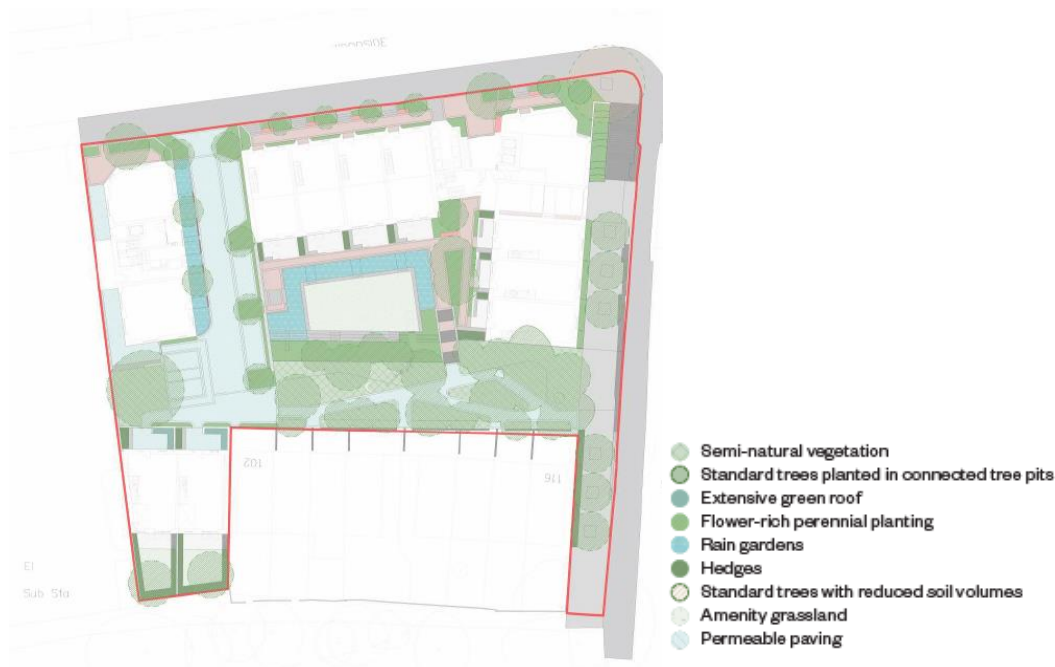 102
116
El
Sub Sta
Semi-natural vegetation
Standard trees planted in connected tree pits
Extensive green roof
Flower-rich perennial planting
Rain gardens
Hedges
Standard trees with reduced soil volumes
Amenity grassland
Permeable paving